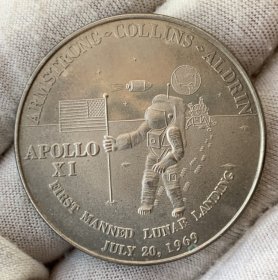 ARMSTRONG - COLLINS - ALDRIN
APOLLO
XI
FIRST MANNED LUNAR LANDING
JULY 20, 1969